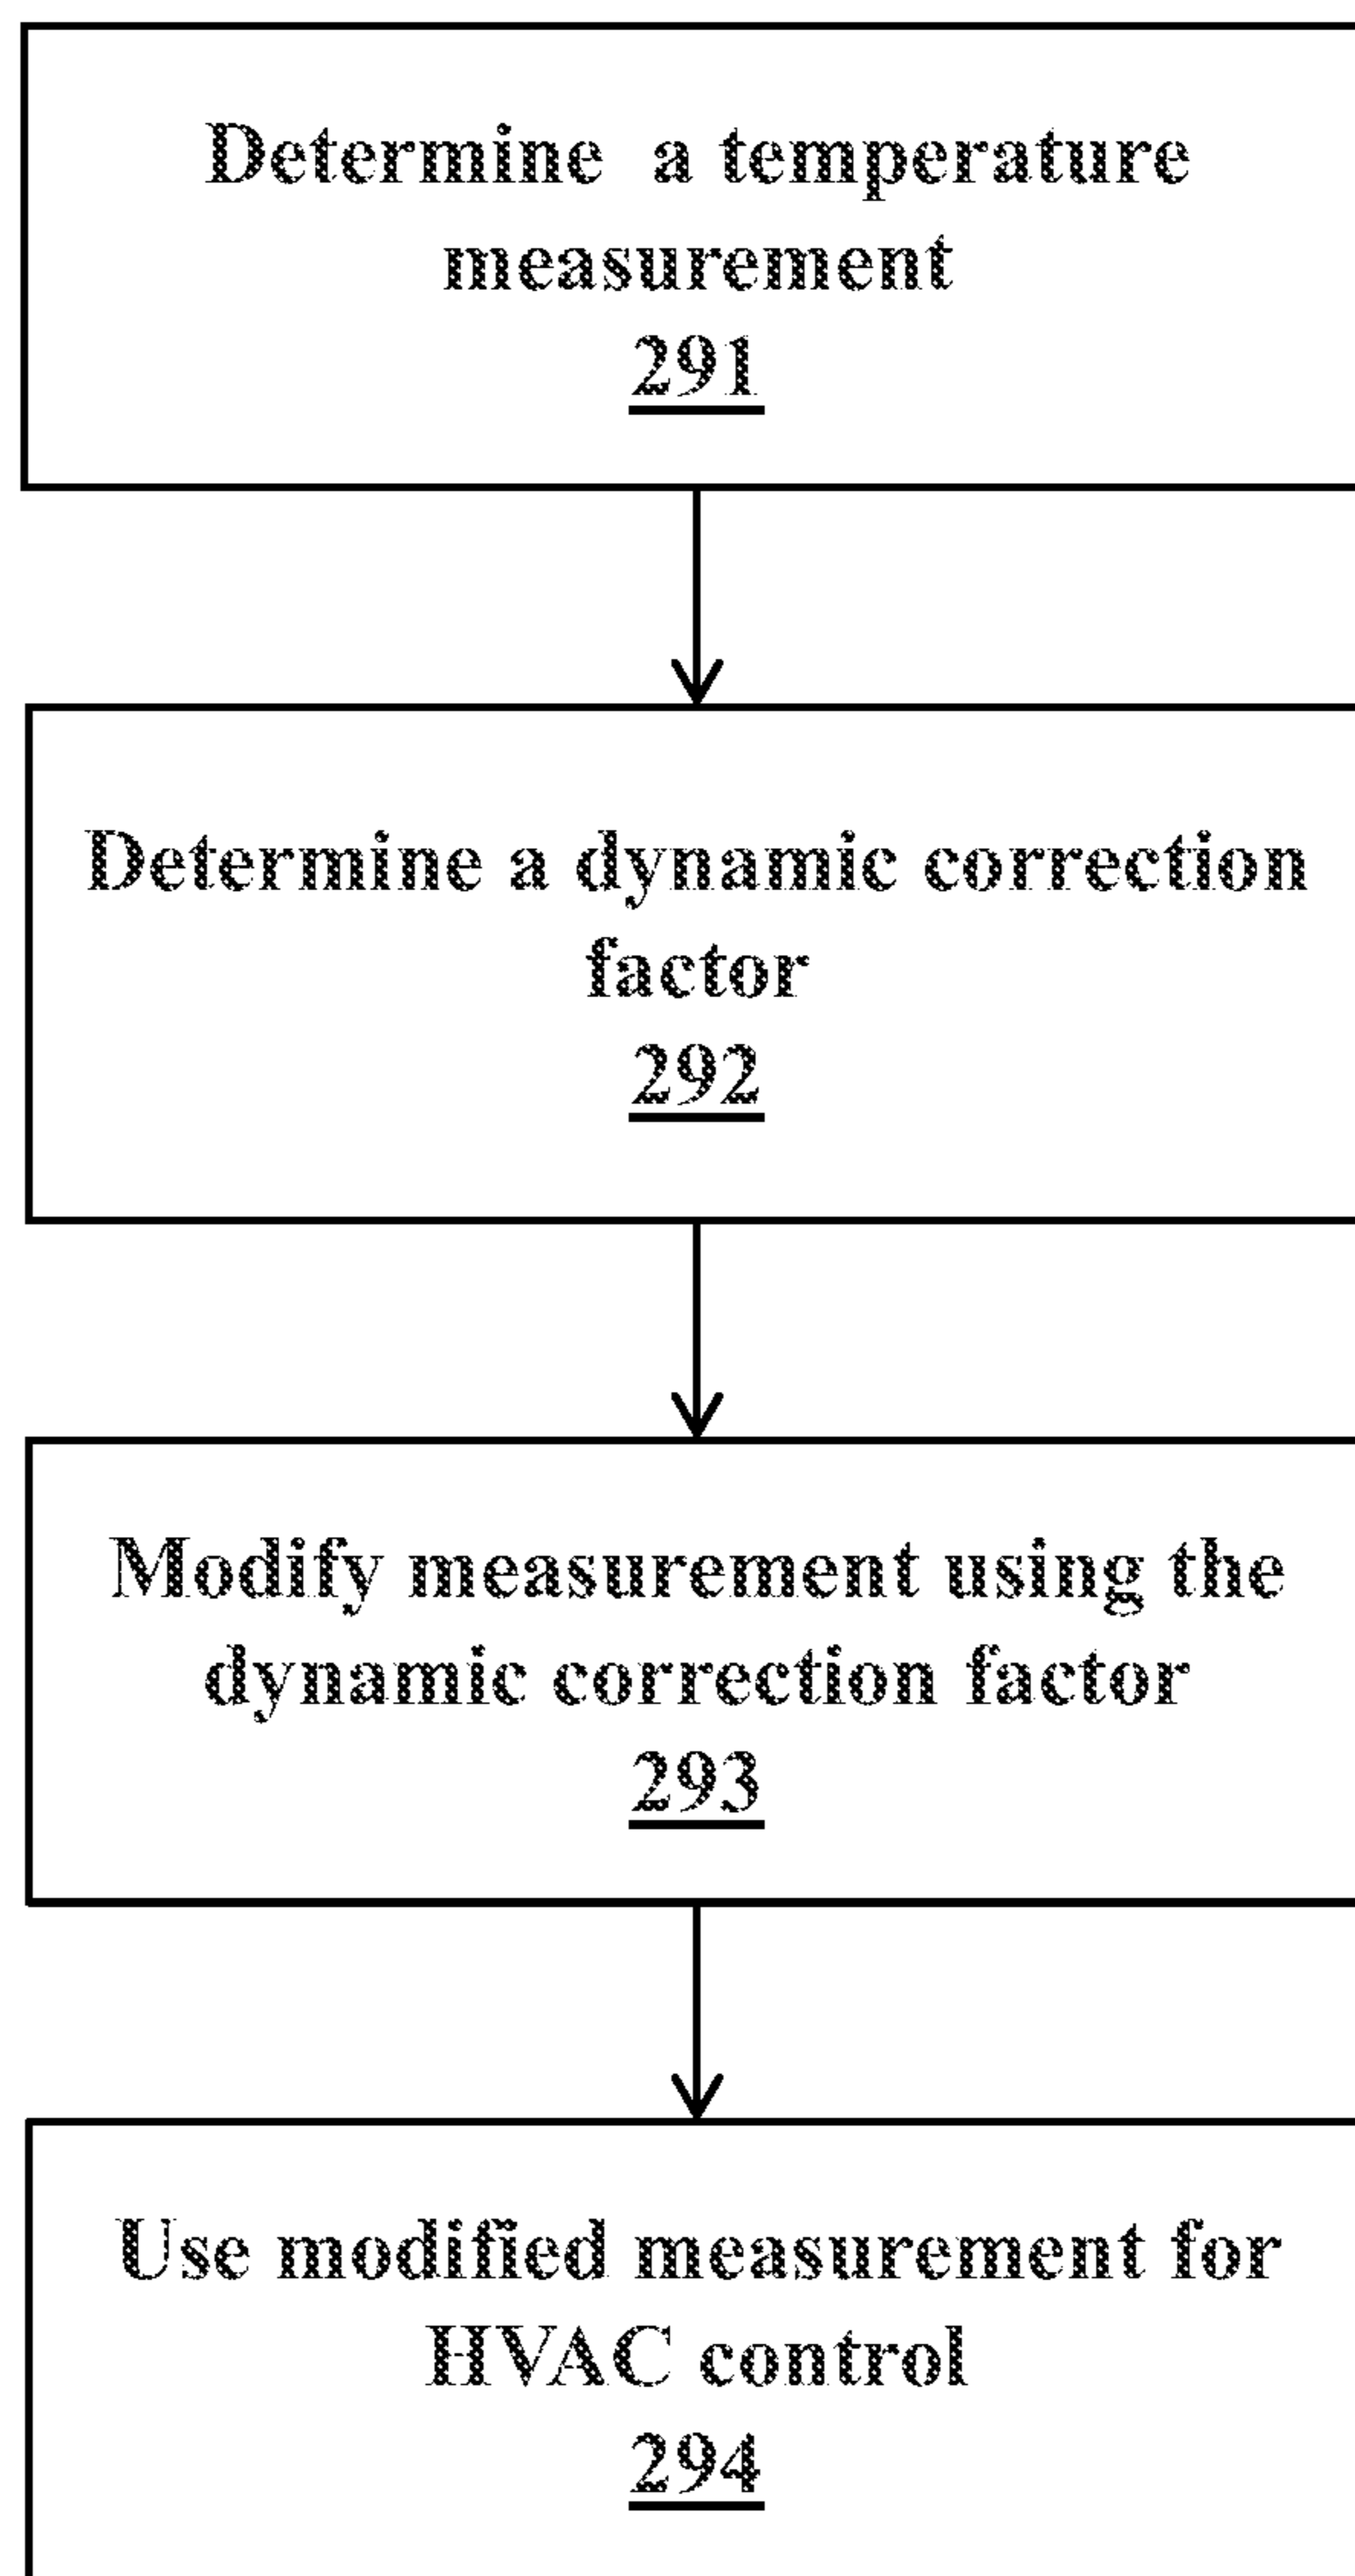 Determine a temperature
measurement
291
Determine a dynamic correction
factor
292
Modify measurement using the
dynamic correction factor
293
Use modified measurement for
HVAC control
294